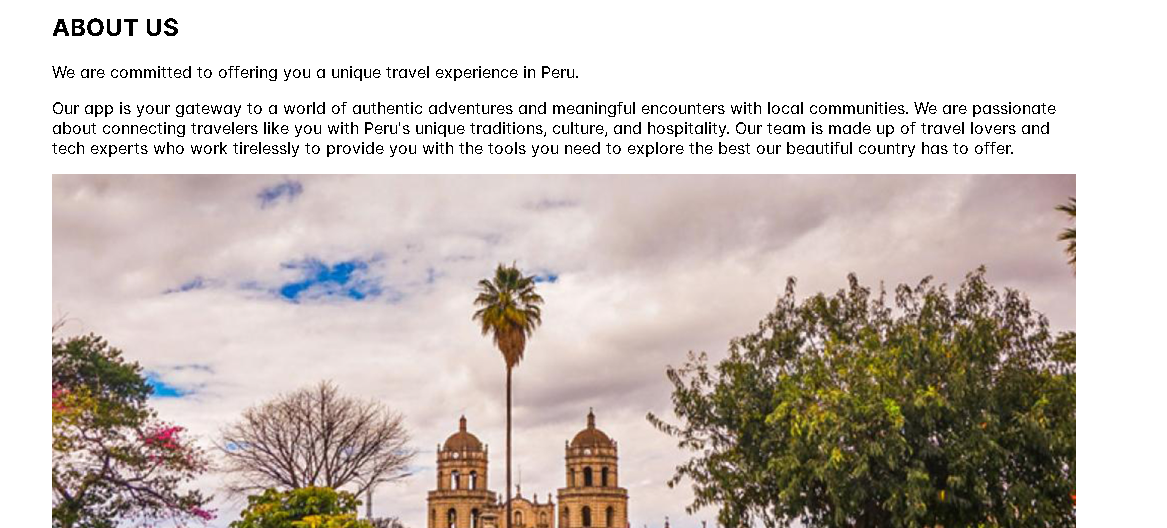 ABOUT US
We are committed to offering you a unique travel experience in Peru.
Our app is your gateway to a world of authentic adventures and meaningful encounters with local communities. We are passionate
about connecting travelers like you with Peru's unique traditions, culture, and hospitality. Our team is made up of travel lovers and
tech experts who work tirelessly to provide you with the tools you need to explore the best our beautiful country has to offer.